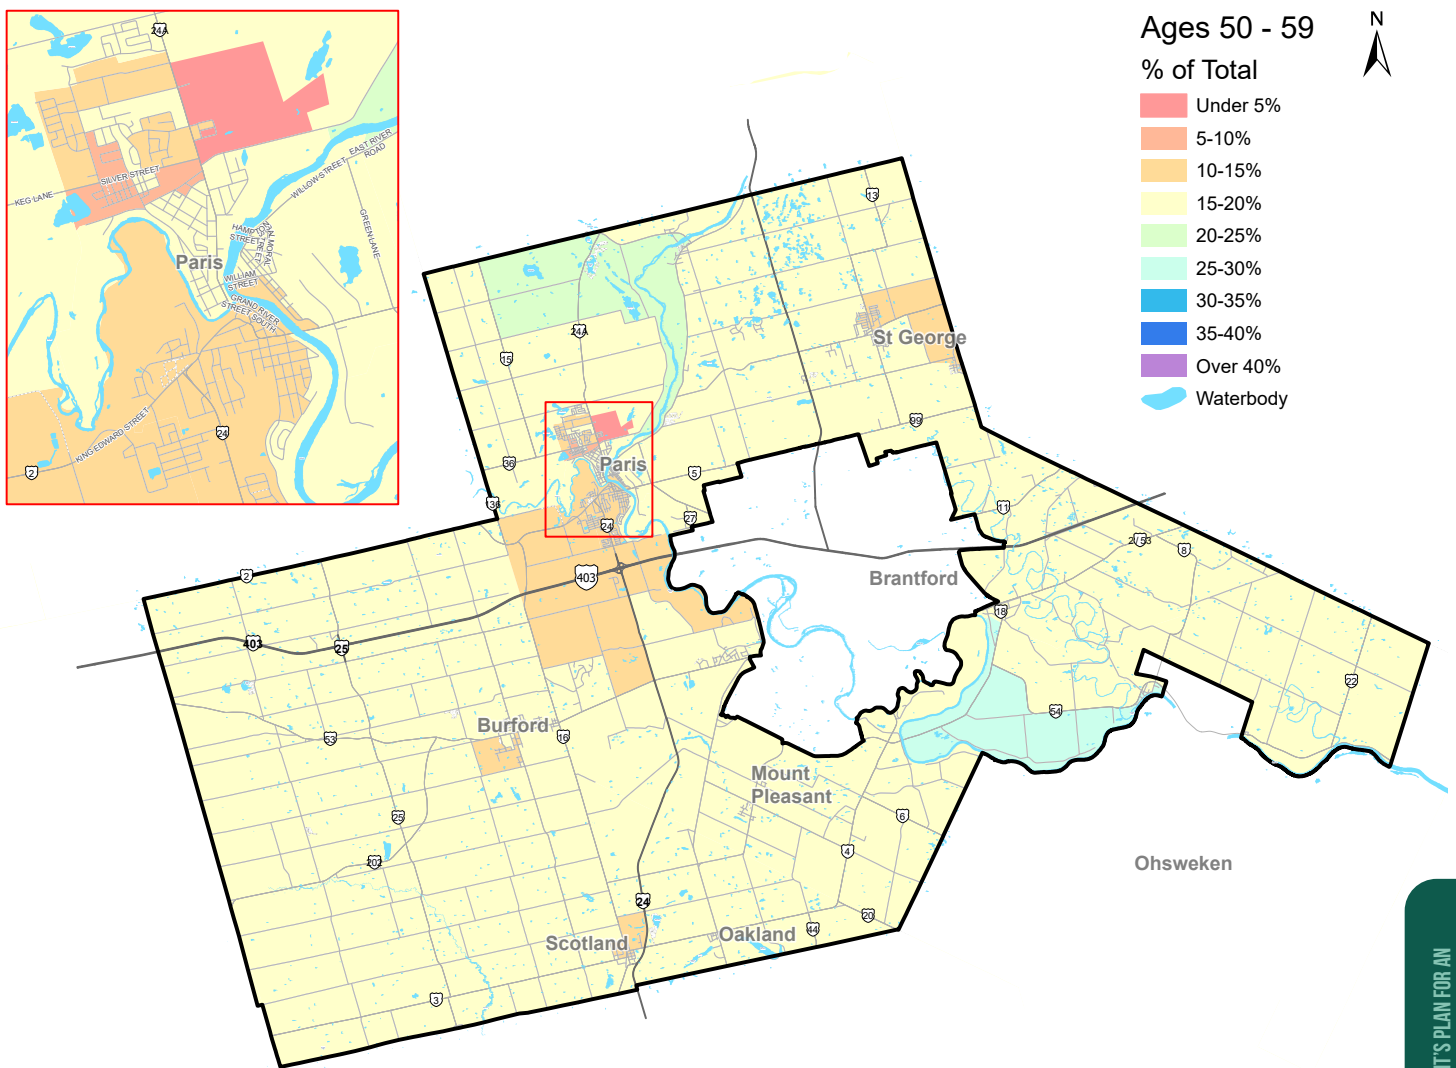 Ages 50 - 59
% of Total
Under 5%
5-10%
10-15%
15-20%
20-25%
25-30%
30-35%
35-40%
Over 40%
Waterbody
N
24A
KEG LANE
SILVER STREET
WILLOW STREET
EAST RIVER
ROAD
GREEN LANE
HAMP
STREET
Paris
WILLIAM
STREET
GRAND RIVER
STREET SOUTH
KING EDWARD STREET
24
2
13
24A
15
St George
99
36
Paris
5
136
24
27
11
2/53
8
403
Brantford
2
18
403
25
22
54
Burford
53
16
Mount
Pleasant
25
6
202
4
Ohsweken
24
20
Scotland
Oakland
44
3
IT'S PLAN FOR AN